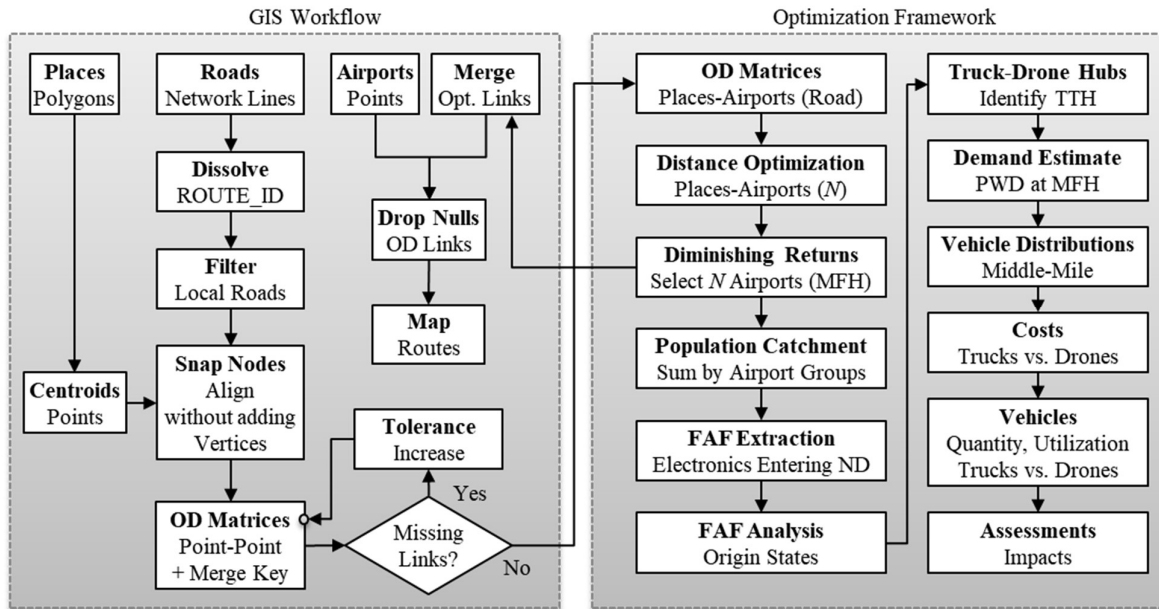 GIS Workflow
Places
Polygons
Roads
Network Lines
Airports
Points
Merge
Opt. Links
Dissolve
ROUTE_ID
Drop Nulls
OD Links
Filter
Local Roads
Map
Routes
Centroids
Points
Snap Nodes
Align
without adding
Vertices
Tolerance
Increase
Yes
OD Matrices
Point-Point
+ Merge Key
Missing
Links?
No
Optimization Framework
OD Matrices
Places-Airports (Road)
Distance Optimization
Places-Airports (N)
Diminishing Returns
Select N Airports (MFH)
Population Catchment
Sum by Airport Groups
FAF Extraction
Electronics Entering ND
FAF Analysis
Origin States
Truck-Drone Hubs
Identify TTH
Demand Estimate
PWD at MFH
Vehicle Distributions
Middle-Mile
Costs
Trucks vs. Drones
Vehicles
Quantity, Utilization
Trucks vs. Drones
Assessments
Impacts